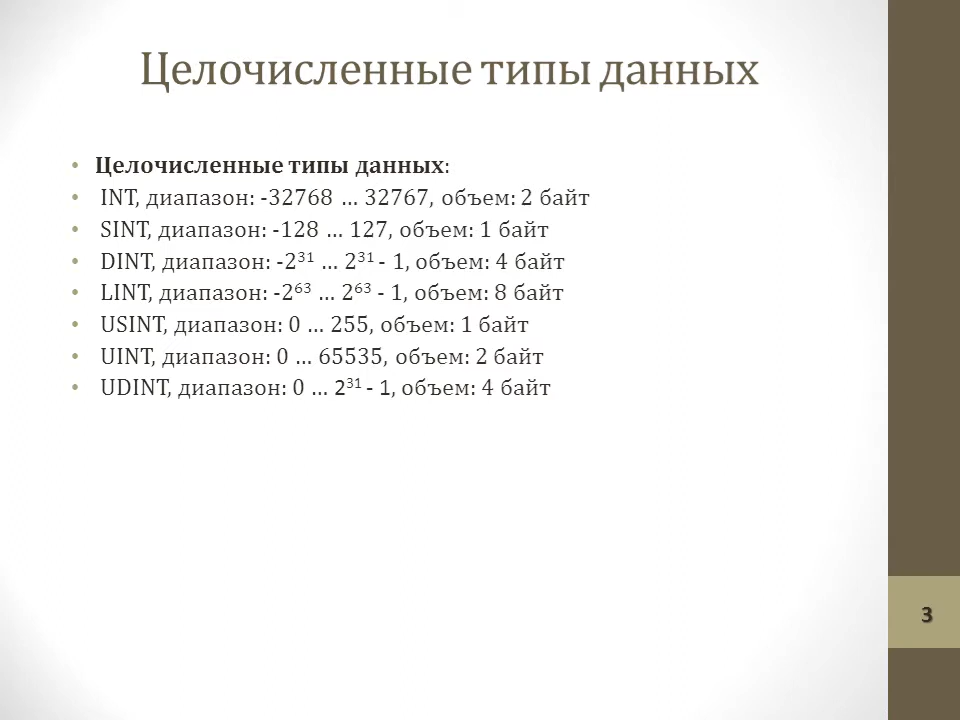 Целочисленные типы данных
• Целочисленные типы данных:
• INT, диапазон: -32768 … 32767, объем: 2 байт
• SINT, диапазон: -128 … 127, объем: 1 байт
• DINT, диапазон: -2³¹ … 2³¹ - 1, объем: 4 байт
• LINT, диапазон: -2⁶³ … 2⁶³ - 1, объем: 8 байт
• USINT, диапазон: 0 … 255, объем: 1 байт
• UINT, диапазон: 0 … 65535, объем: 2 байт
• UDINT, диапазон: 0 … 2³¹ - 1, объем: 4 байт
3